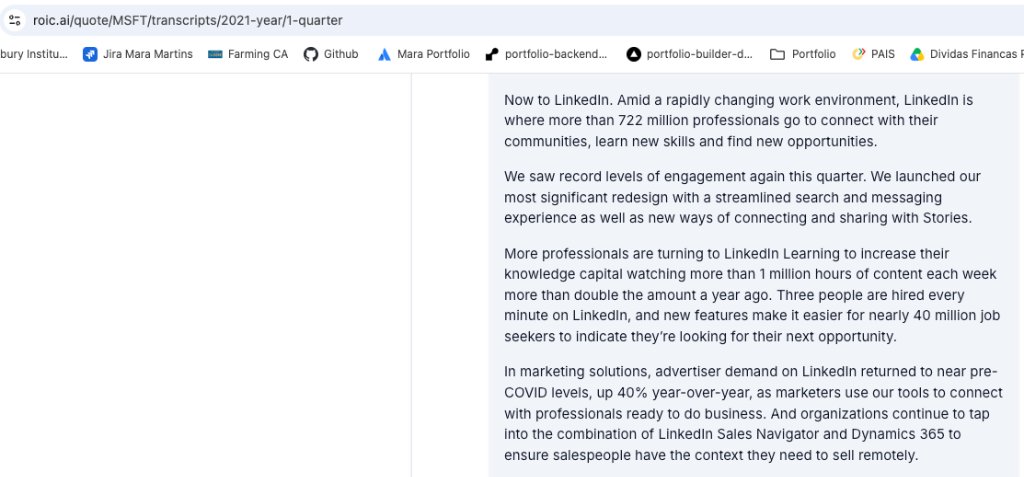 roic.ai/quote/MSFT/transcripts/2021-year/1-quarter
bury Institu... Jira Mara Martins Farming CA Github Mara Portfolio portfolio-backend... portfolio-builder-d... Portfolio PAIS Dividas Financas P
Now to LinkedIn. Amid a rapidly changing work environment, LinkedIn is
where more than 722 million professionals go to connect with their
communities, learn new skills and find new opportunities.
We saw record levels of engagement again this quarter. We launched our
most significant redesign with a streamlined search and messaging
experience as well as new ways of connecting and sharing with Stories.
More professionals are turning to LinkedIn Learning to increase their
knowledge capital watching more than 1 million hours of content each week
more than double the amount a year ago. Three people are hired every
minute on LinkedIn, and new features make it easier for nearly 40 million job
seekers to indicate they’re looking for their next opportunity.
In marketing solutions, advertiser demand on LinkedIn returned to near pre-
COVID levels, up 40% year-over-year, as marketers use our tools to connect
with professionals ready to do business. And organizations continue to tap
into the combination of LinkedIn Sales Navigator and Dynamics 365 to
ensure salespeople have the context they need to sell remotely.